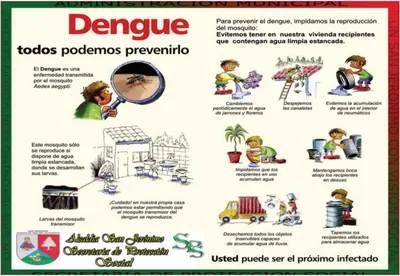 ADMINISTRACIÓN MUNICIPAL
Dengue
todos podemos prevenirlo
El Dengue es una
enfermedad transmitida
por el mosquito
Aedes aegypti.
Este mosquito sólo
se reproduce si
dispone de agua
limpia estancada,
donde se desarrollan
sus larvas.
Larvas del mosquito
transmisor
¡Cuidado! en nuestra propia casa
podemos estar permitiendo que
el mosquito transmisor del
dengue se reproduzca.
Para prevenir el dengue, impidamos la reproducción
del mosquito:
Evitemos tener en nuestra vivienda recipientes
que contengan agua limpia estancada.
Cambiemos
periódicamente el agua
de jarrones y floreros
Despejemos
las canaletas
Evitemos la acumulación
de agua en el interior
de neumáticos
Impidamos que los
recipientes en uso
acumulen agua
Mantengamos boca
abajo los recipientes
en desuso
Desechemos todos los objetos
inservibles capaces
de acumular agua de lluvia.
Tapemos los
recipientes utilizados
para almacenar agua
Alcaldía San Jerónimo
Secretaria de Protección
Social
Usted puede ser el próximo infectado